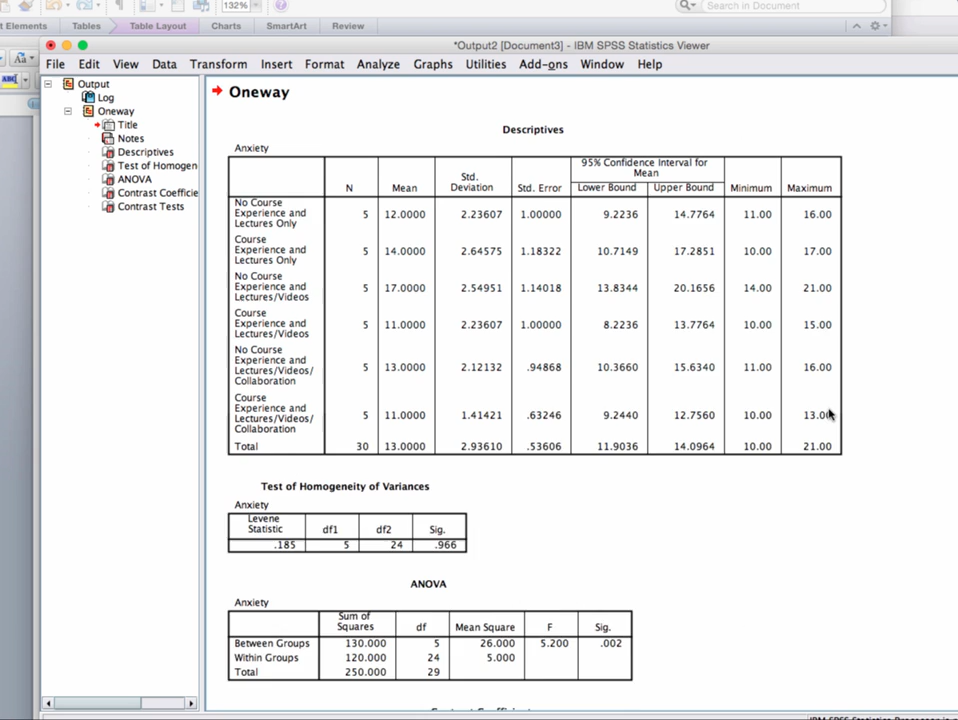 132%
Search in Document
t Elements Tables Table Layout Charts SmartArt Review
*Output2 [Document3] - IBM SPSS Statistics Viewer
File Edit View Data Transform Insert Format Analyze Graphs Utilities Add-ons Window Help
Output
Log
Oneway
Title
Notes
Descriptives
Test of Homogen
ANOVA
Contrast Coefficie
Contrast Tests
Oneway
Descriptives
Anxiety
N Mean Std. Deviation Std. Error 95% Confidence Interval for Mean Minimum Maximum
Lower Bound Upper Bound
No Course Experience and Lectures Only 5 12.0000 2.23607 1.00000 9.2236 14.7764 11.00 16.00
Course Experience and Lectures Only 5 14.0000 2.64575 1.18322 10.7149 17.2851 10.00 17.00
No Course Experience and Lectures/Videos 5 17.0000 2.54951 1.14018 13.8344 20.1656 14.00 21.00
Course Experience and Lectures/Videos 5 11.0000 2.23607 1.00000 8.2236 13.7764 10.00 15.00
No Course Experience and Lectures/Videos/ Collaboration 5 13.0000 2.12132 .94868 10.3660 15.6340 11.00 16.00
Course Experience and Lectures/Videos/ Collaboration 5 11.0000 1.41421 .63246 9.2440 12.7560 10.00 13.00
Total 30 13.0000 2.93610 .53606 11.9036 14.0964 10.00 21.00
Test of Homogeneity of Variances
Anxiety
Levene Statistic df1 df2 Sig.
.185 5 24 .966
ANOVA
Anxiety
Sum of Squares df Mean Square F Sig.
Between Groups 130.000 5 26.000 5.200 .002
Within Groups 120.000 24 5.000
Total 250.000 29